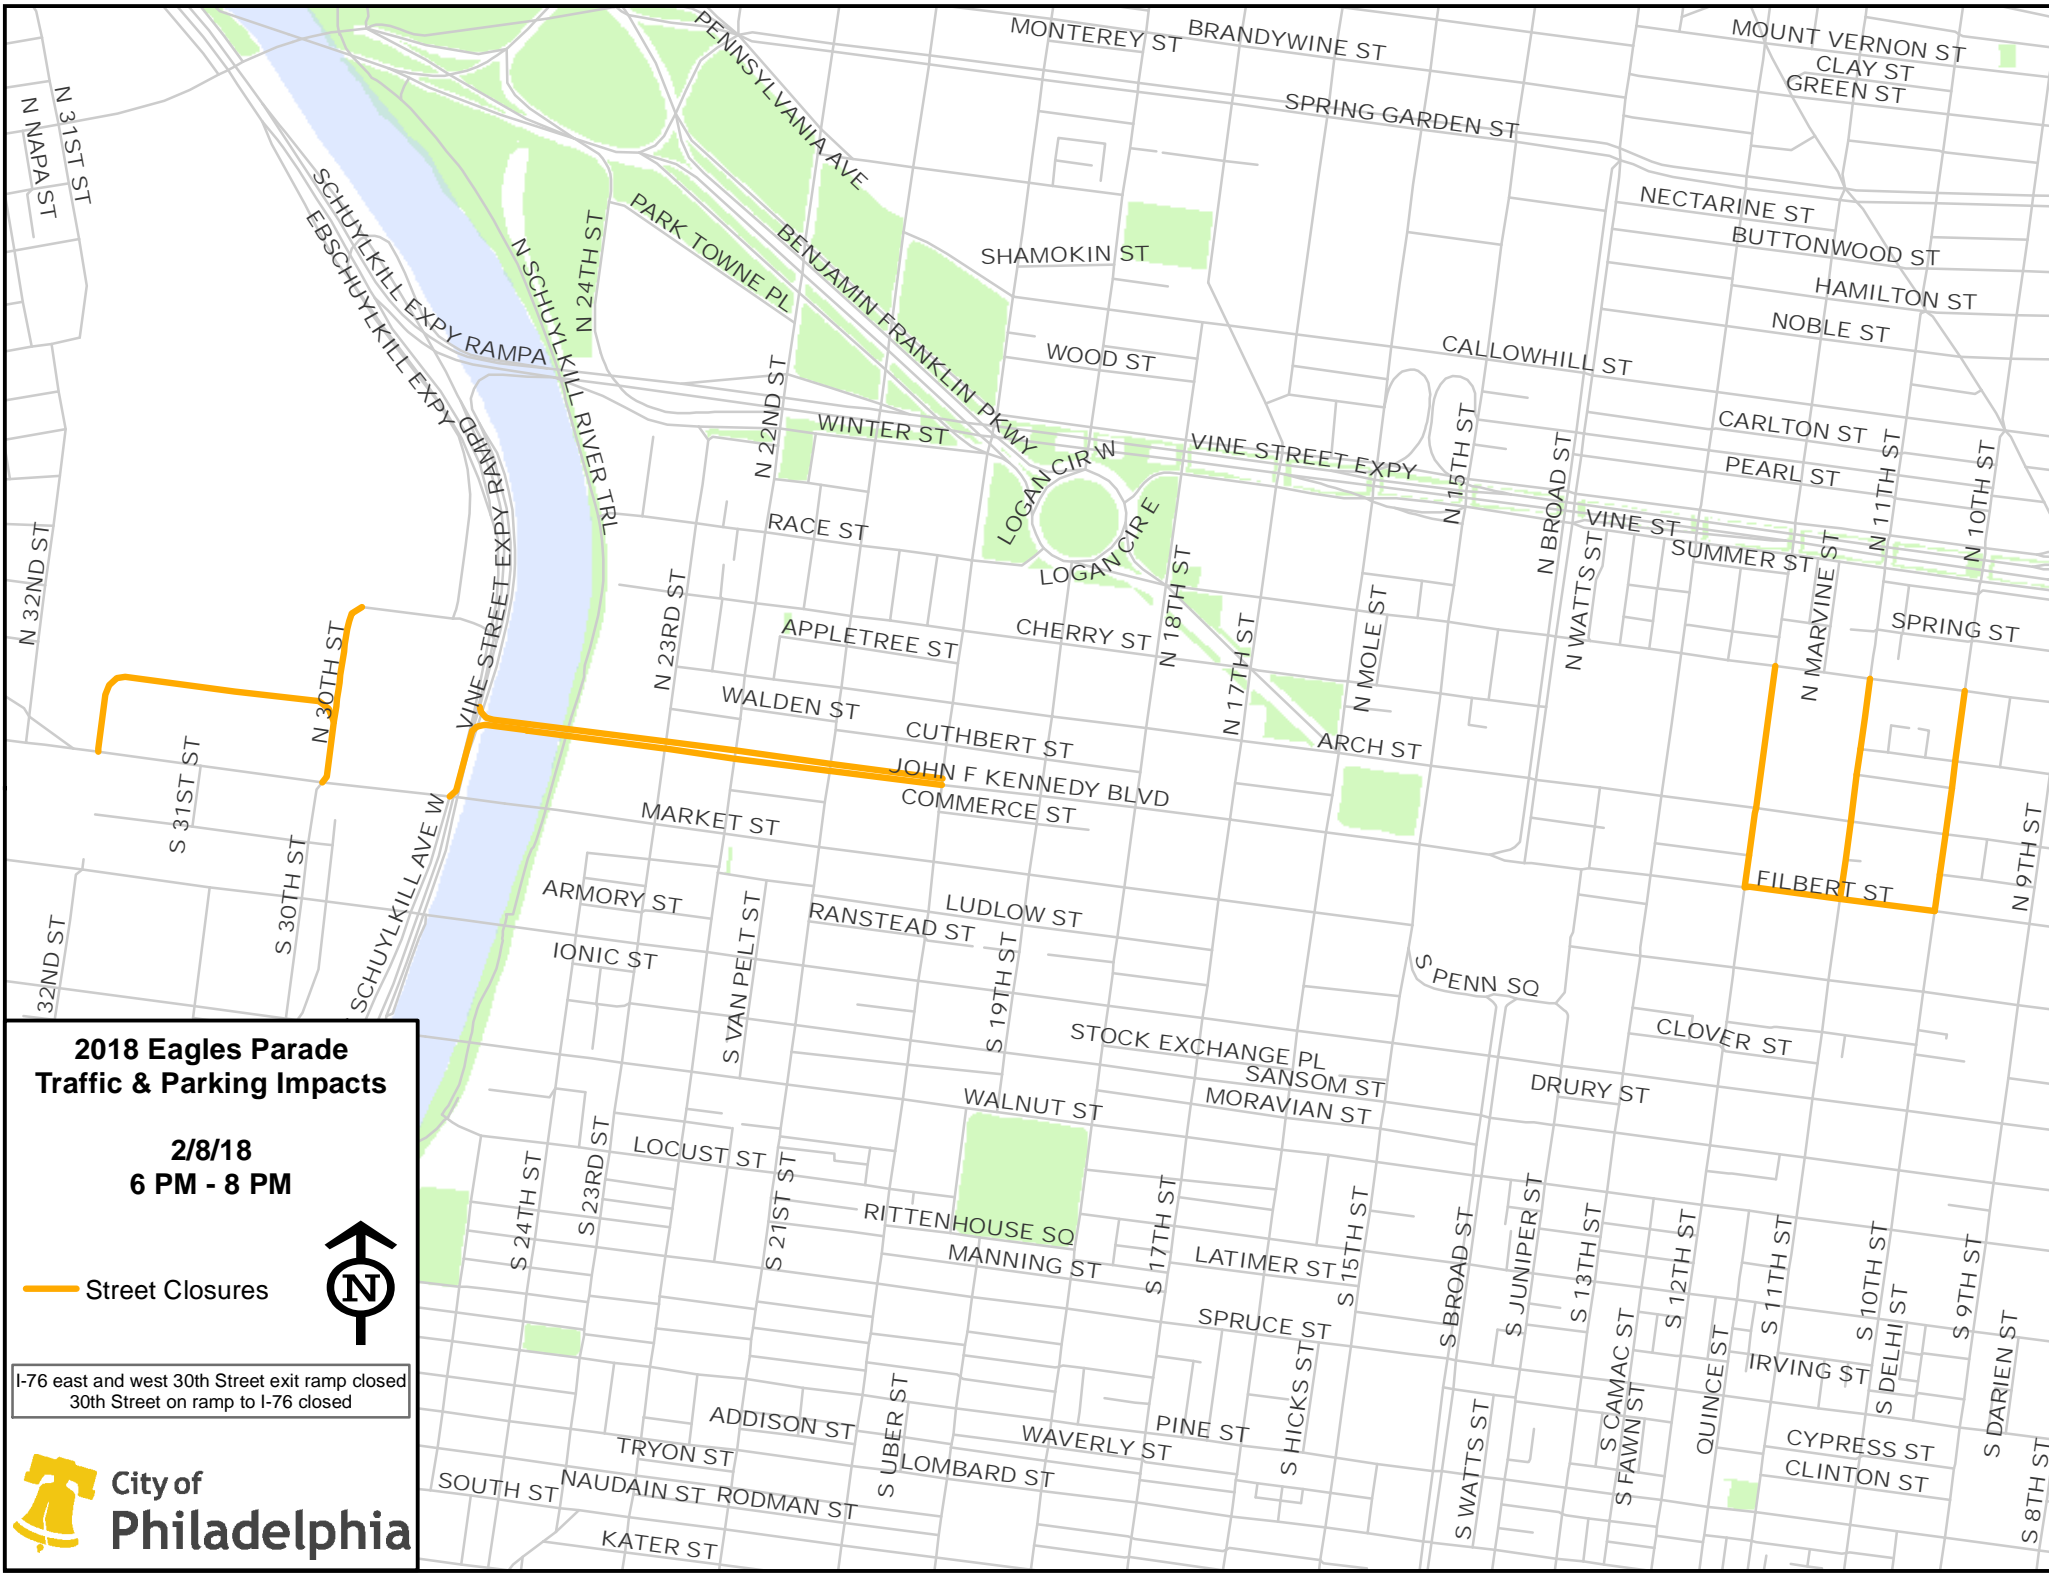 MONTEREY ST
BRANDYWINE ST
MOUNT VERNON ST
CLAY ST
GREEN ST
PENNSYLVANIA AVE
SPRING GARDEN ST
N 31ST ST
N NAPA ST
SCHUYLKILL EXPY RAMPA
EBSCHUYLKILL EXPY
N SCHUYLKILL RIVER TRL
N 24TH ST
PARK TOWNE PL
BENJAMIN FRANKLIN PKWY
SHAMOKIN ST
NECTARINE ST
BUTTONWOOD ST
HAMILTON ST
NOBLE ST
WOOD ST
CALLOWHILL ST
N 22ND ST
WINTER ST
LOGAN CIR W
VINE STREET EXPY
N 15TH ST
N BROAD ST
CARLTON ST
PEARL ST
N 11TH ST
N 10TH ST
VINE STREET EXPY RAMPD
RACE ST
LOGAN CIR E
LOGAN
VINE ST
SUMMER ST
N 32ND ST
N 30TH ST
N 23RD ST
APPLETREE ST
CHERRY ST
N 18TH ST
N 17TH ST
N MOLE ST
N WATTS ST
N MARVINE ST
SPRING ST
WALDEN ST
CUTHBERT ST
ARCH ST
JOHN F KENNEDY BLVD
COMMERCE ST
S 31ST ST
MARKET ST
SCHUYLKILL AVE W
S 30TH ST
32ND ST
FILBERT ST
N 9TH ST
ARMORY ST
S VAN PELT ST
RANSTEAD ST
LUDLOW ST
IONIC ST
S 19TH ST
S PENN SQ
STOCK EXCHANGE PL
SANSOM ST
MORAVIAN ST
CLOVER ST
DRURY ST
WALNUT ST
LOCUST ST
S 24TH ST
S 23RD ST
S 21ST ST
RITTENHOUSE SQ
MANNING ST
S 17TH ST
LATIMER ST
S 15TH ST
S BROAD ST
S JUNIPER ST
S 13TH ST
S 12TH ST
S 11TH ST
S 10TH ST
S 9TH ST
SPRUCE ST
S HICKS ST
S CAMAC ST
S FAWN ST
QUINCE ST
IRVING ST
S DELHI ST
S DARIEN ST
ADDISON ST
S SUBER ST
WAVERLY ST
PINE ST
S WATTS ST
CYPRESS ST
CLINTON ST
S 8TH ST
TRYON ST
LOMBARD ST
SOUTH ST
NAUDAIN ST
RODMAN ST
KATER ST
2018 Eagles Parade
Traffic & Parking Impacts
2/8/18
6 PM - 8 PM
Street Closures
N
I-76 east and west 30th Street exit ramp closed
30th Street on ramp to I-76 closed
City of
Philadelphia